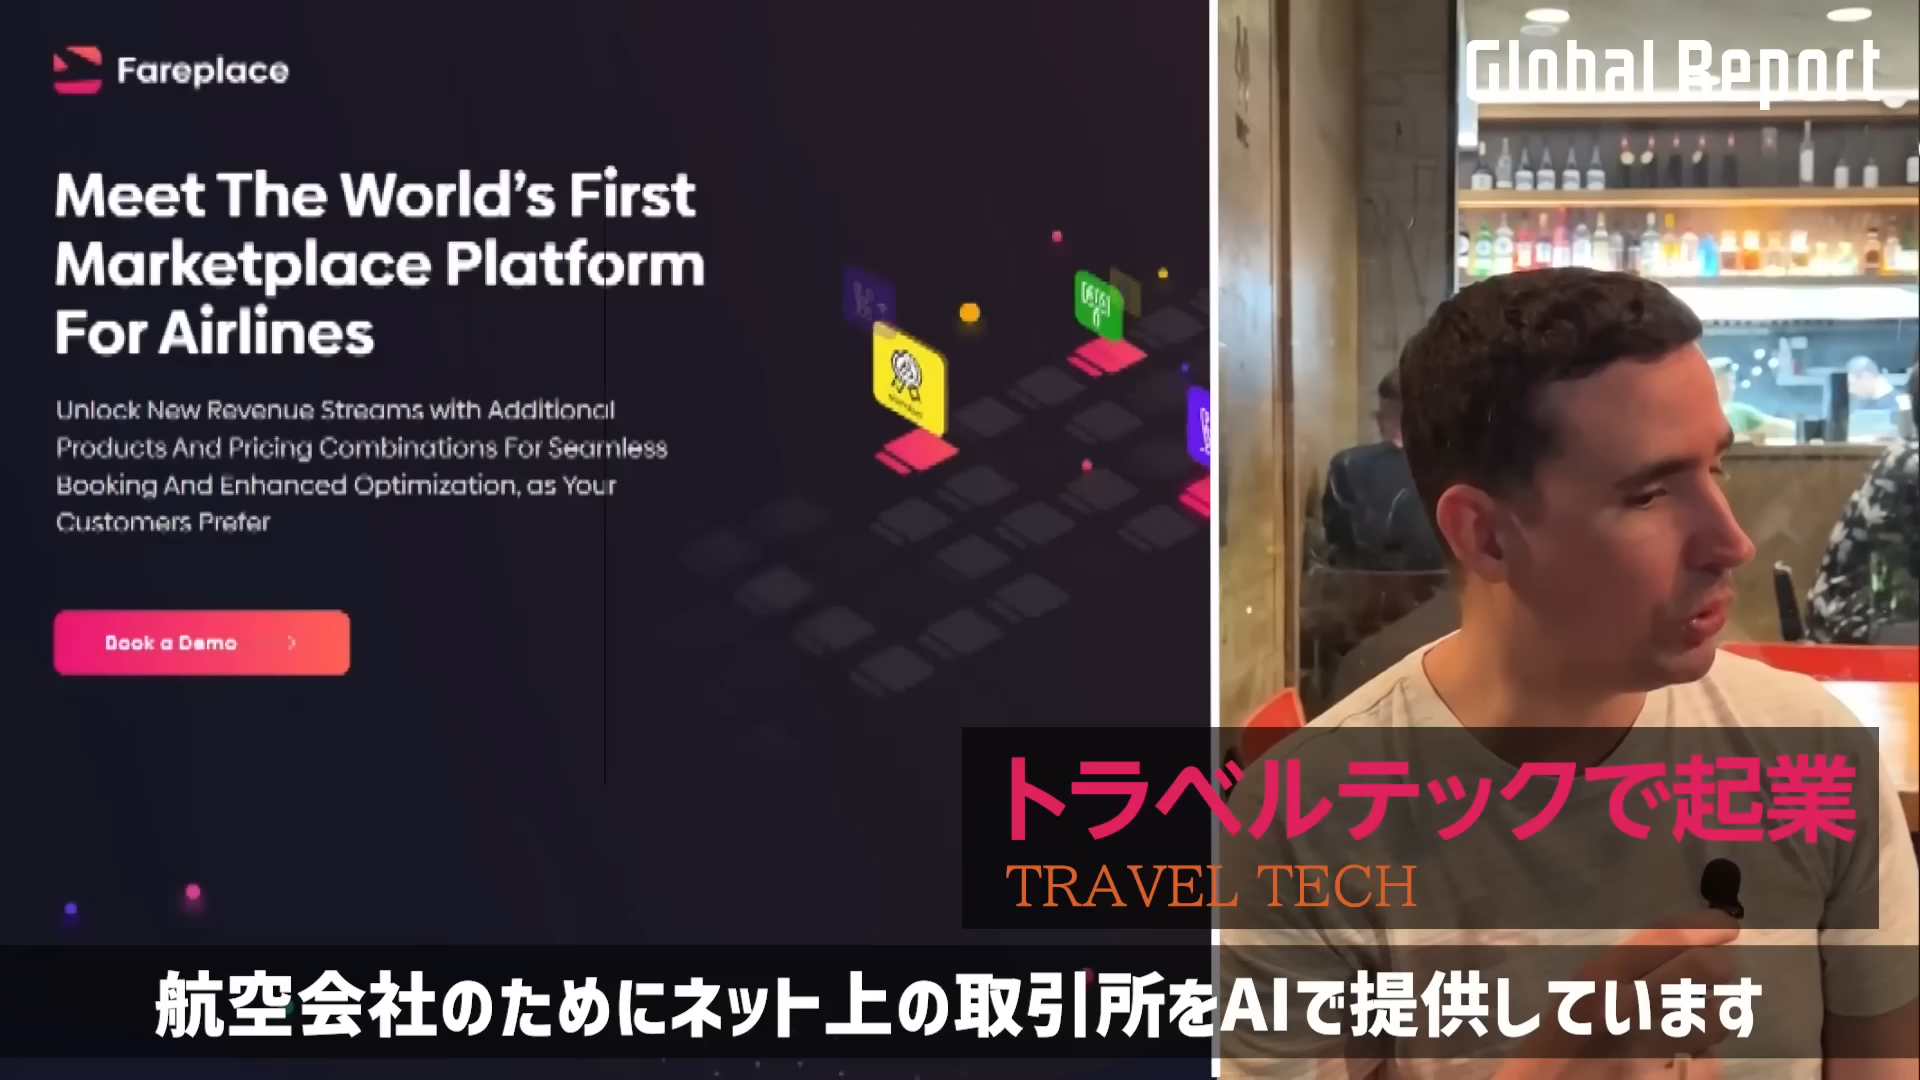 Fareplace
Meet The World's First
Marketplace Platform
For Airlines
Unlock New Revenue Streams with Additional
Products And Pricing Combinations For Seamless
Booking And Enhanced Optimization, as Your
Customers Prefer
Book a Demo
Global Report
トラベルテックで起業
TRAVEL TECH
航空会社のためにネット上の取引所をAIで提供しています